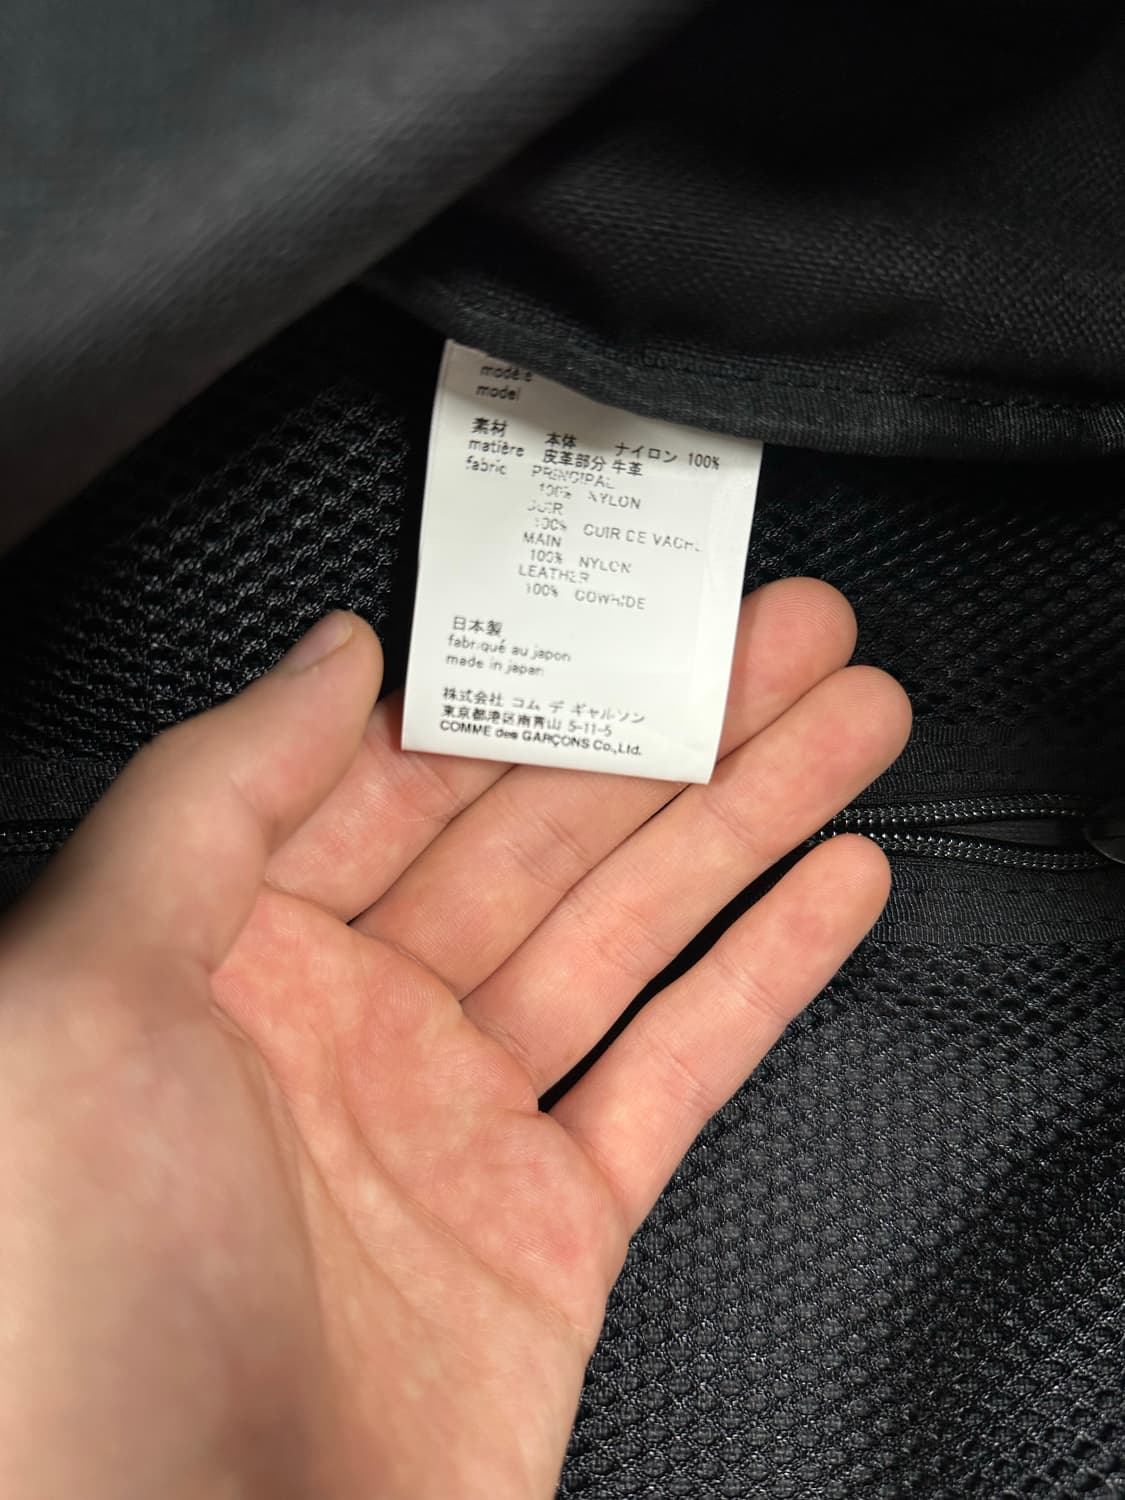 modèle
model
素材 本体 ナイロン 100%
matière 皮革部分 牛革
fabric PRINCIPAL
100% NYLON
CUIR
100% CUIR DE VACHE
MAIN
100% NYLON
LEATHER
100% COWHIDE
日本製
fabriqué au japon
made in japan
株式会社 コム デ ギャルソン
東京都港区南青山 5-11-5
COMME des GARÇONS Co.,Ltd.